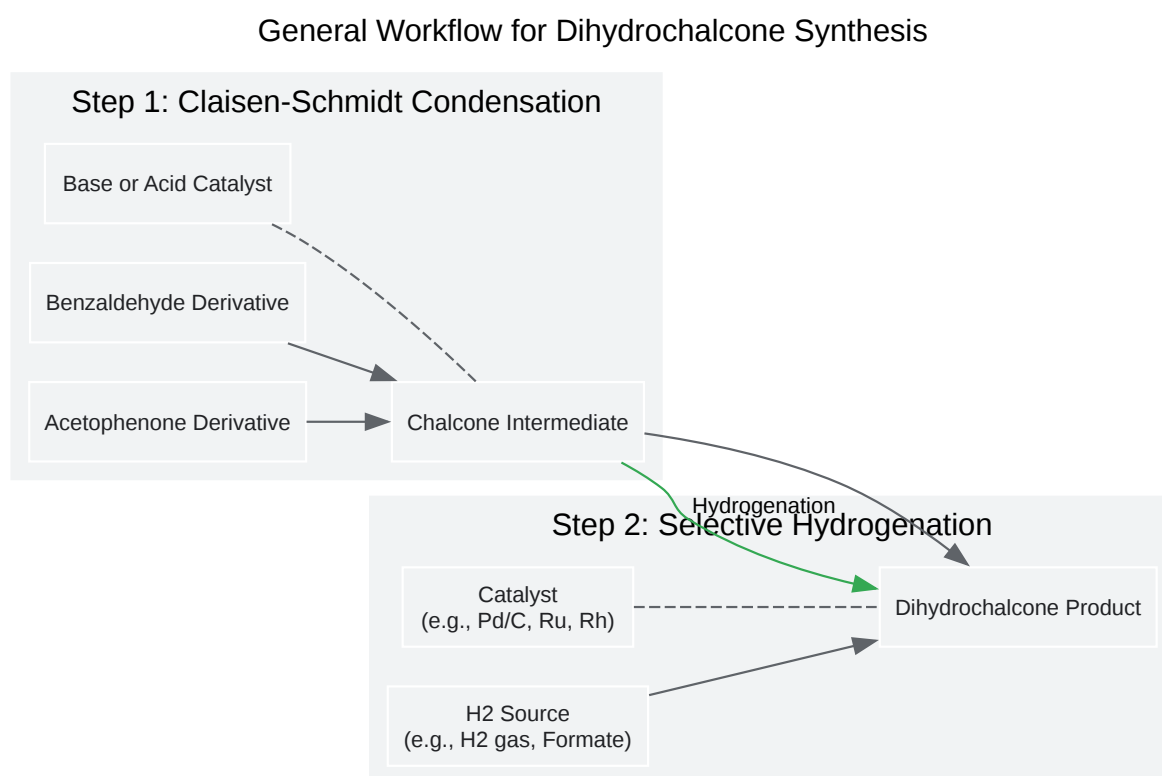 General Workflow for Dihydrochalcone Synthesis
Step 1: Claisen-Schmidt Condensation
Base or Acid Catalyst
Benzaldehyde Derivative
Acetophenone Derivative
Chalcone Intermediate
Hydrogenation
Step 2: Selective Hydrogenation
Catalyst
(e.g., Pd/C, Ru, Rh)
Dihydrochalcone Product
H2 Source
(e.g., H2 gas, Formate)